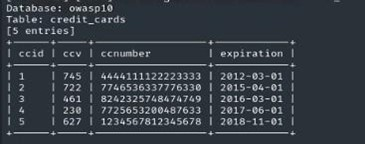 Database: owasp10
Table: credit_cards
[5 entries]
| ccid | ccv | ccnumber | expiration |
| 1 | 745 | 4444111122223333 | 2012-03-01 |
| 2 | 722 | 7746536337776330 | 2015-04-01 |
| 3 | 461 | 8242325748474749 | 2016-03-01 |
| 4 | 230 | 7725653200487633 | 2017-06-01 |
| 5 | 627 | 1234567812345678 | 2018-11-01 |